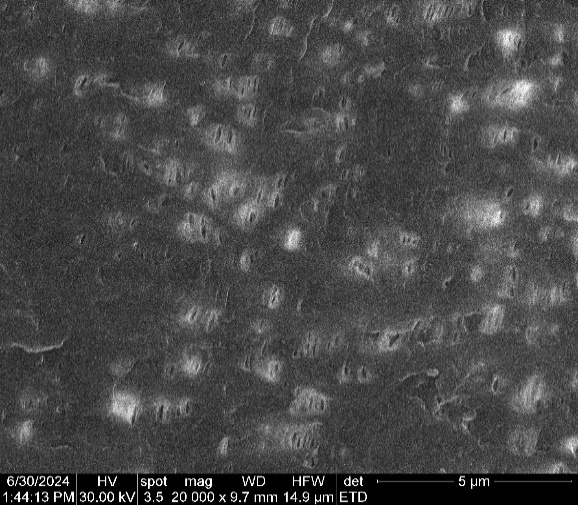 6/30/2024 HV spot mag WD HFW det 5 µm
1:44:13 PM 30.00 kV 3.5 20 000 x 9.7 mm 14.9 µm ETD